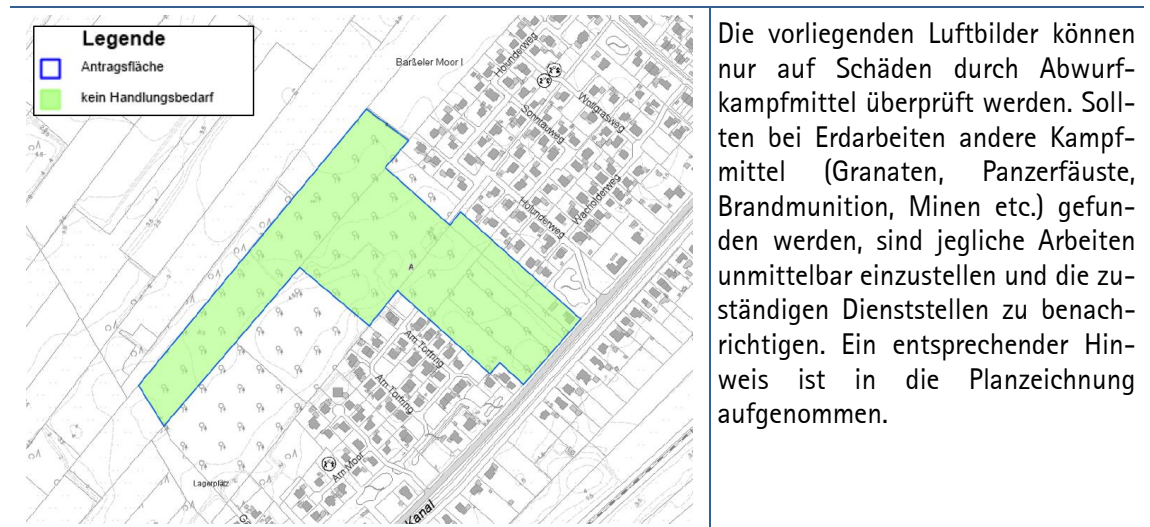 Legende
Antragsfläche
kein Handlungsbedarf
Barßeler Moor I
Holunderweg
Wollgrasweg
Sonntauweg
Holunderweg
Wacholderweg
A
Am Torfring
Am Torfring
Am Moor
Lagerplatz
Kanal
Die vorliegenden Luftbilder können
nur auf Schäden durch Abwurf-
kampfmittel überprüft werden. Soll-
ten bei Erdarbeiten andere Kampf-
mittel (Granaten, Panzerfäuste,
Brandmunition, Minen etc.) gefun-
den werden, sind jegliche Arbeiten
unmittelbar einzustellen und die zu-
ständigen Dienststellen zu benach-
richtigen. Ein entsprechender Hin-
weis ist in die Planzeichnung
aufgenommen.